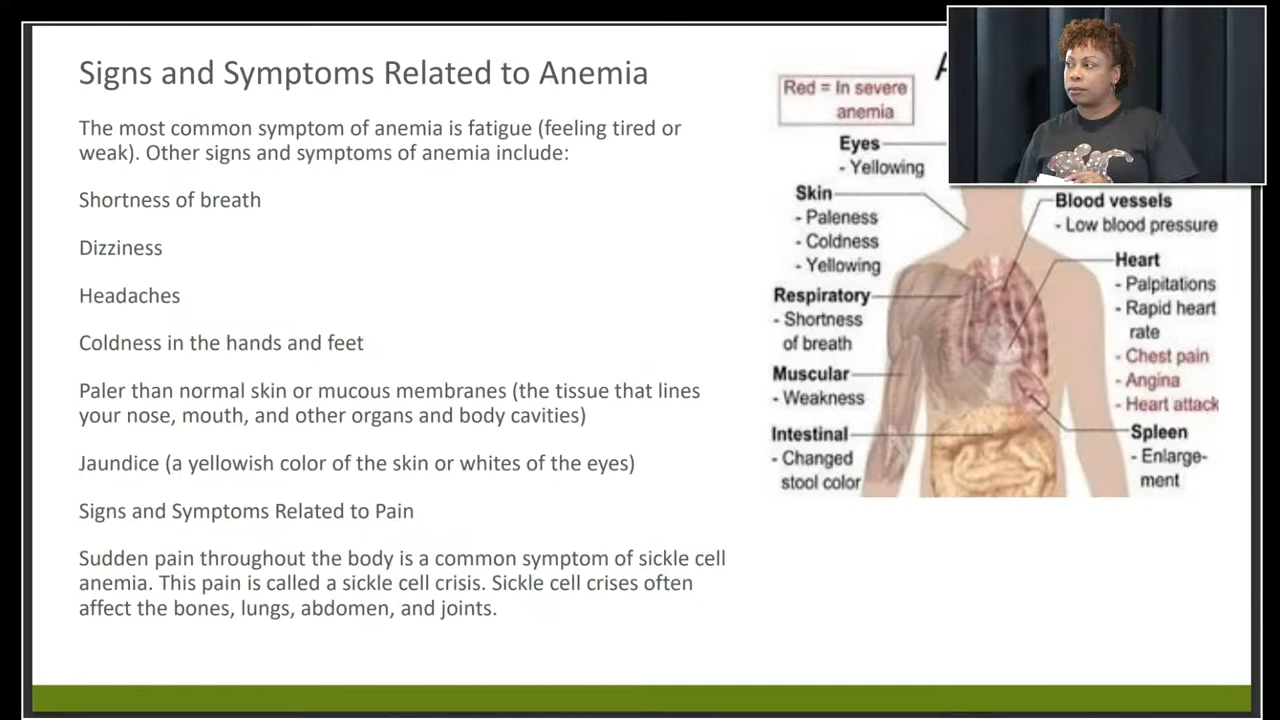 Signs and Symptoms Related to Anemia
The most common symptom of anemia is fatigue (feeling tired or
weak). Other signs and symptoms of anemia include:
Shortness of breath
Dizziness
Headaches
Coldness in the hands and feet
Paler than normal skin or mucous membranes (the tissue that lines
your nose, mouth, and other organs and body cavities)
Jaundice (a yellowish color of the skin or whites of the eyes)
Signs and Symptoms Related to Pain
Sudden pain throughout the body is a common symptom of sickle cell
anemia. This pain is called a sickle cell crisis. Sickle cell crises often
affect the bones, lungs, abdomen, and joints.
Red = In severe
anemia
Eyes
- Yellowing
Skin
- Paleness
- Coldness
- Yellowing
Respiratory
- Shortness
of breath
Muscular
- Weakness
Intestinal
- Changed
stool color
Blood vessels
- Low blood pressure
Heart
- Palpitations
- Rapid heart
rate
- Chest pain
- Angina
- Heart attack
Spleen
- Enlarge-
ment